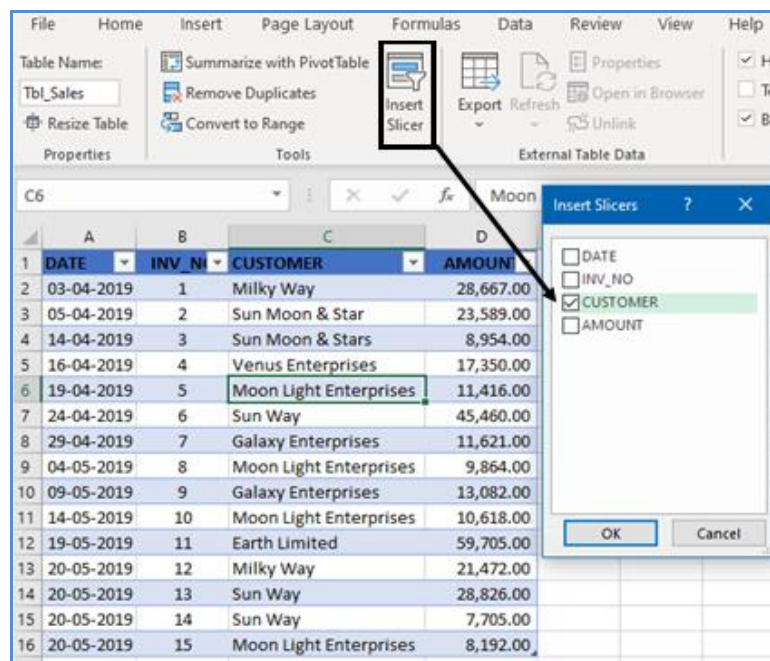 File Home Insert Page Layout Formulas Data Review View Help
Table Name:
Tbl_Sales
Resize Table
Properties
Summarize with PivotTable
Remove Duplicates
Convert to Range
Tools
Insert
Slicer
Export Refresh
Properties
Open in Browser
Unlink
External Table Data
H
B
C6 fx Moon
A B C D
1 DATE INV_N CUSTOMER AMOUNT
2 03-04-2019 1 Milky Way 28,667.00
3 05-04-2019 2 Sun Moon & Star 23,589.00
4 14-04-2019 3 Sun Moon & Stars 8,954.00
5 16-04-2019 4 Venus Enterprises 17,350.00
6 19-04-2019 5 Moon Light Enterprises 11,416.00
7 24-04-2019 6 Sun Way 45,460.00
8 29-04-2019 7 Galaxy Enterprises 11,621.00
9 04-05-2019 8 Moon Light Enterprises 9,864.00
10 09-05-2019 9 Galaxy Enterprises 13,082.00
11 14-05-2019 10 Moon Light Enterprises 10,618.00
12 19-05-2019 11 Earth Limited 59,705.00
13 20-05-2019 12 Milky Way 21,472.00
14 20-05-2019 13 Sun Way 28,826.00
15 20-05-2019 14 Sun Way 7,705.00
16 20-05-2019 15 Moon Light Enterprises 8,192.00
Insert Slicers ? ×
DATE
INV_NO
CUSTOMER
AMOUNT
OK Cancel